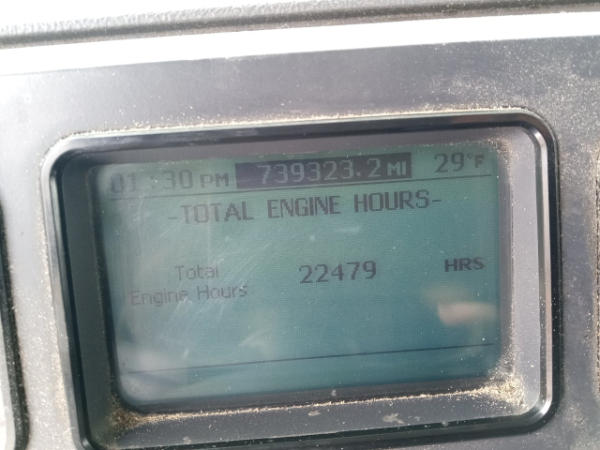 01:30 PM 739323.2 MI 29°F
-TOTAL ENGINE HOURS-
Total Engine Hours 22479 HRS